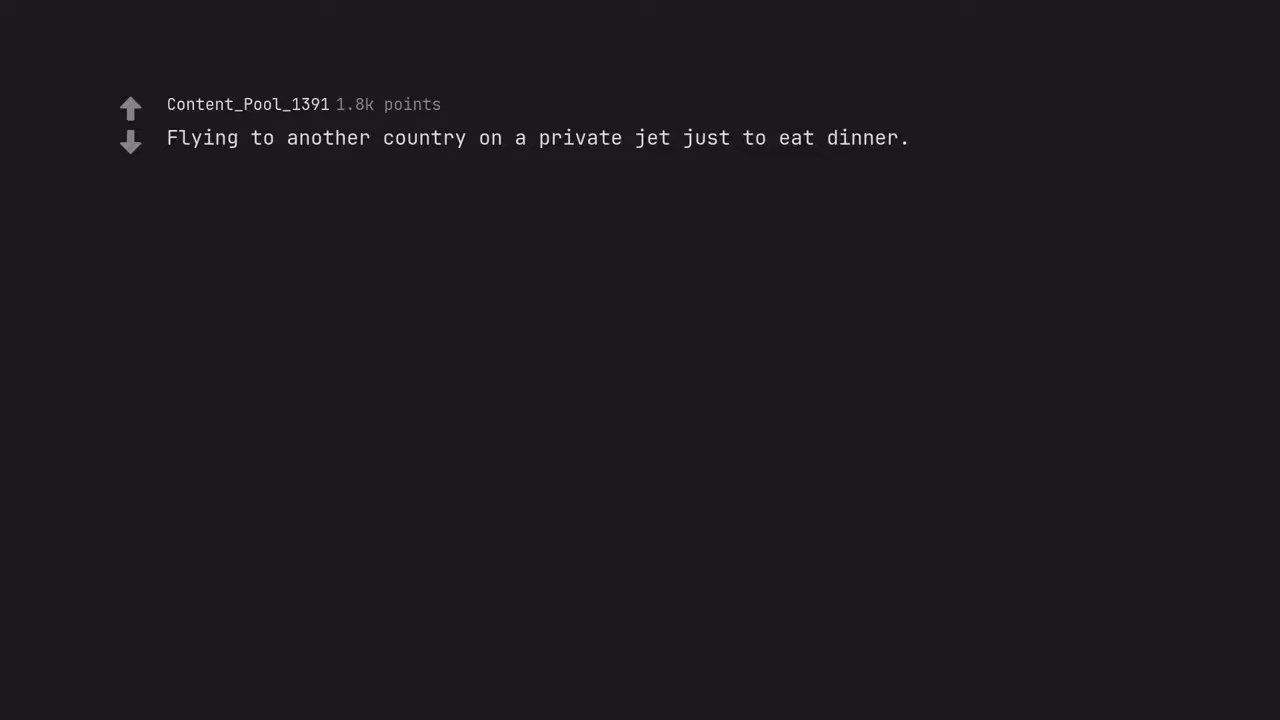 Content_Pool_1391 1.8k points
Flying to another country on a private jet just to eat dinner.